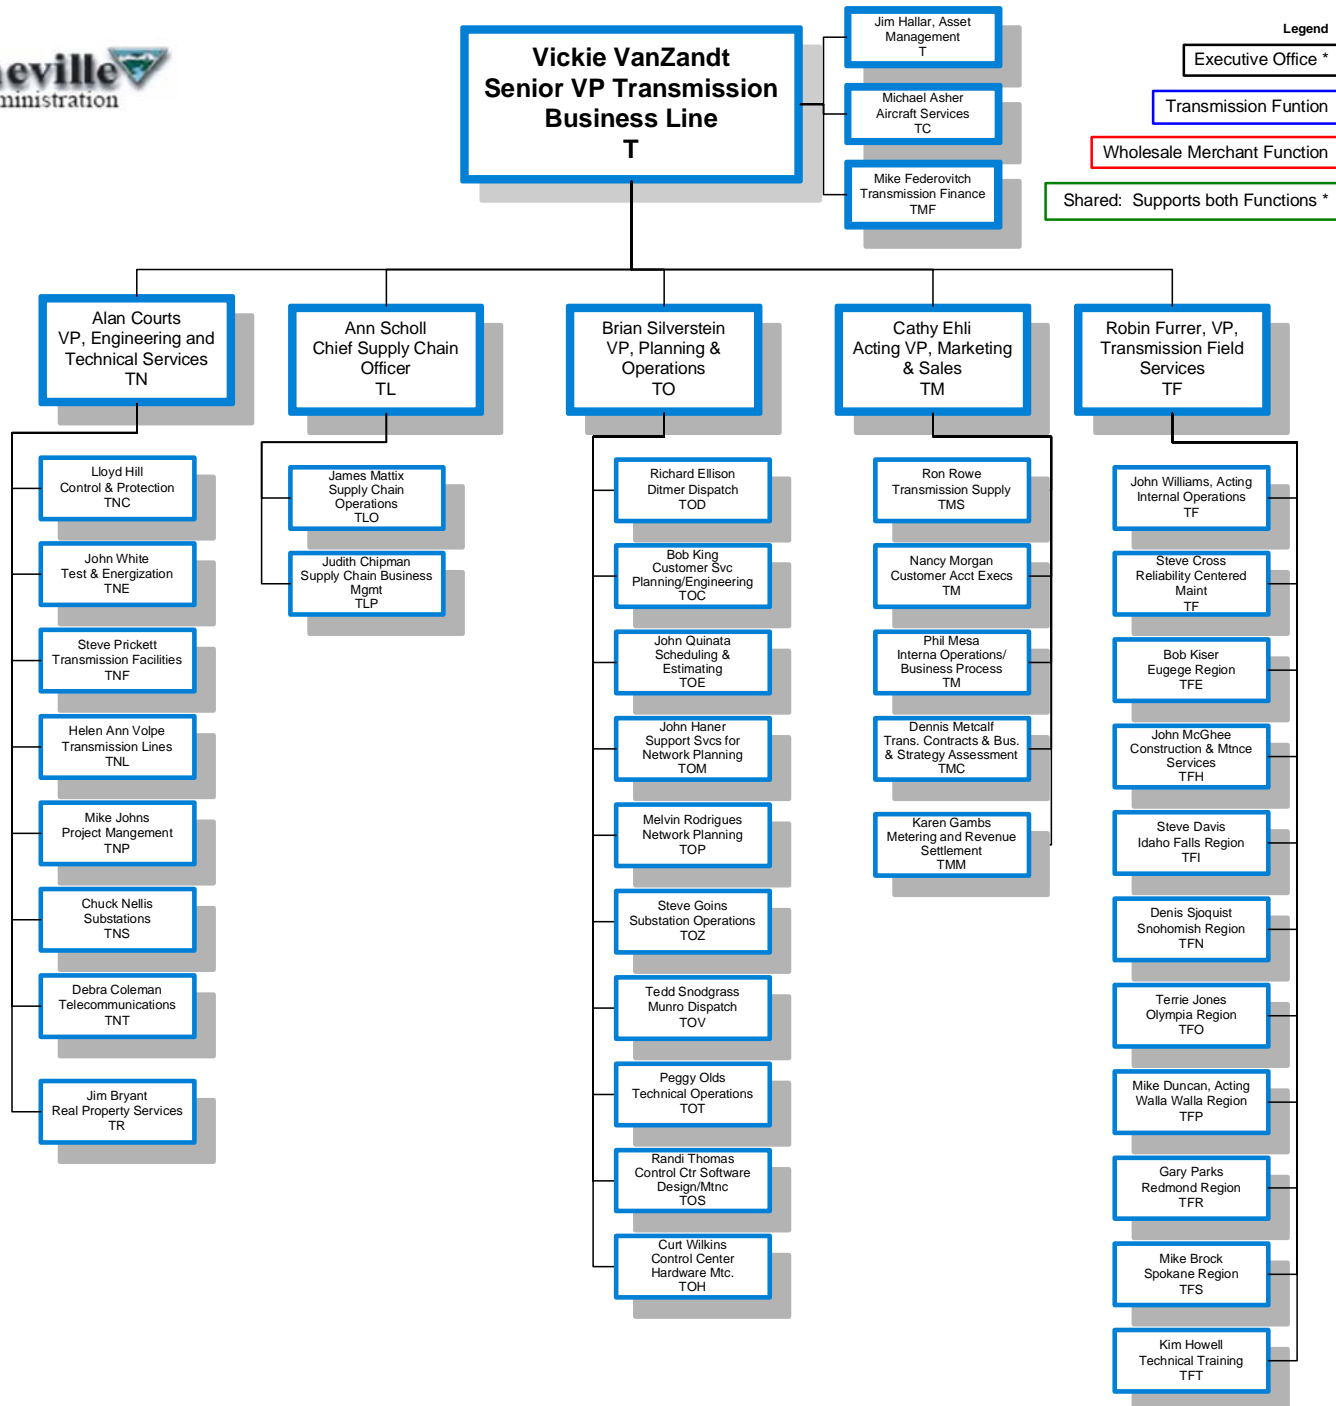 eville
ministration
Vickie VanZandt
Senior VP Transmission
Business Line
T
Jim Hallar, Asset
Management
T
Michael Asher
Aircraft Services
TC
Mike Federovitch
Transmission Finance
TMF
Legend
Executive Office *
Transmission Funtion
Wholesale Merchant Function
Shared: Supports both Functions *
Alan Courts
VP, Engineering and
Technical Services
TN
Lloyd Hill
Control & Protection
TNC
John White
Test & Energization
TNE
Steve Prickett
Transmission Facilities
TNF
Helen Ann Volpe
Transmission Lines
TNL
Mike Johns
Project Mangement
TNP
Chuck Nellis
Substations
TNS
Debra Coleman
Telecommunications
TNT
Jim Bryant
Real Property Services
TR
Ann Scholl
Chief Supply Chain
Officer
TL
James Mattix
Supply Chain
Operations
TLO
Judith Chipman
Supply Chain Business
Mgmt
TLP
Brian Silverstein
VP, Planning &
Operations
TO
Richard Ellison
Ditmer Dispatch
TOD
Bob King
Customer Svc
Planning/Engineering
TOC
John Quinata
Scheduling &
Estimating
TOE
John Haner
Support Svcs for
Network Planning
TOM
Melvin Rodrigues
Network Planning
TOP
Steve Goins
Substation Operations
TOZ
Tedd Snodgrass
Munro Dispatch
TOV
Peggy Olds
Technical Operations
TOT
Randi Thomas
Control Ctr Software
Design/Mtnc
TOS
Curt Wilkins
Control Center
Hardware Mtc.
TOH
Cathy Ehli
Acting VP, Marketing
& Sales
TM
Ron Rowe
Transmission Supply
TMS
Nancy Morgan
Customer Acct Execs
TM
Phil Mesa
Interna Operations/
Business Process
TM
Dennis Metcalf
Trans. Contracts & Bus.
& Strategy Assessment
TMC
Karen Gambs
Metering and Revenue
Settlement
TMM
Robin Furrer, VP,
Transmission Field
Services
TF
John Williams, Acting
Internal Operations
TF
Steve Cross
Reliability Centered
Maint
TF
Bob Kiser
Eugege Region
TFE
John McGhee
Construction & Mtnce
Services
TFH
Steve Davis
Idaho Falls Region
TFI
Denis Sjoquist
Snohomish Region
TFN
Terrie Jones
Olympia Region
TFO
Mike Duncan, Acting
Walla Walla Region
TFP
Gary Parks
Redmond Region
TFR
Mike Brock
Spokane Region
TFS
Kim Howell
Technical Training
TFT